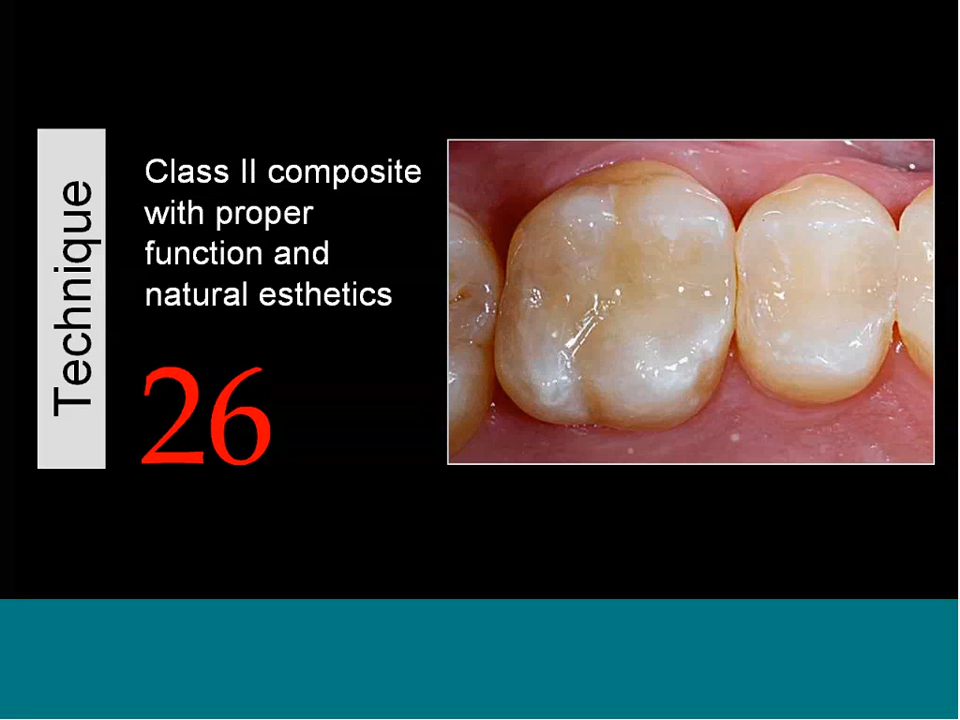 Technique
Class II composite
with proper
function and
natural esthetics
26